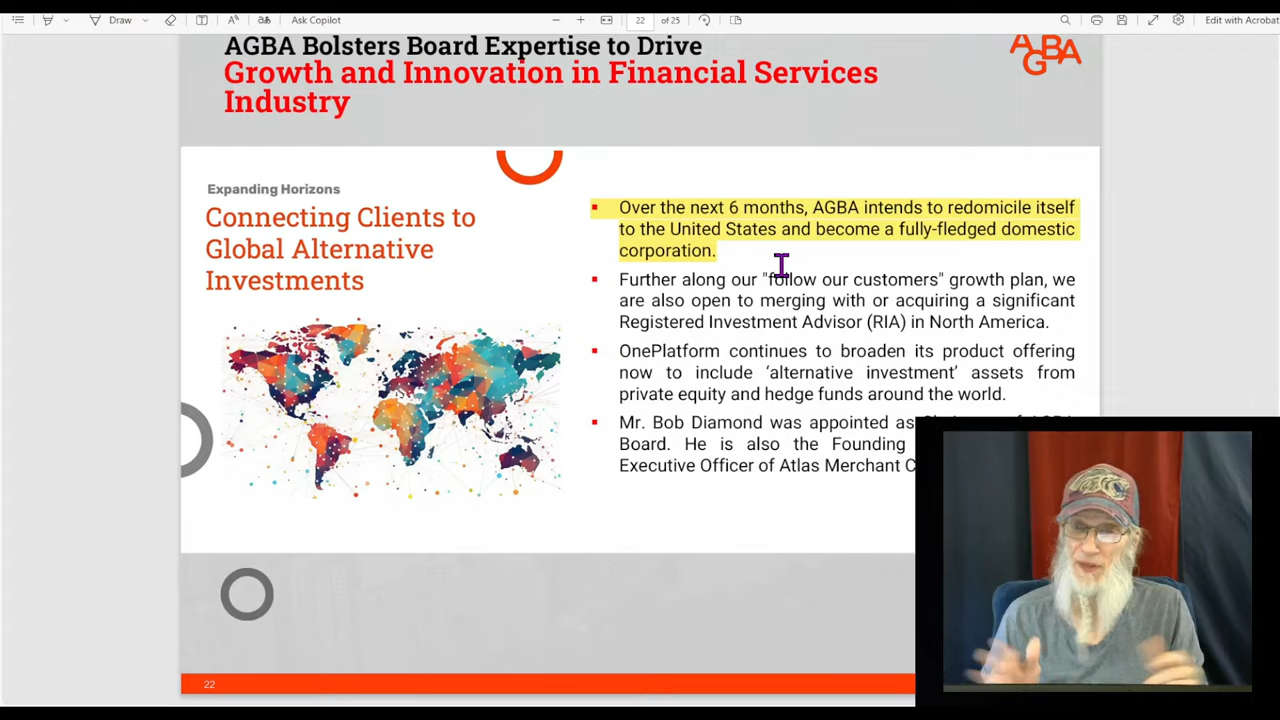 Draw
Ask Copilot
22
of 25
Edit with Acrobat
AGBA Bolsters Board Expertise to Drive
Growth and Innovation in Financial Services
Industry
AGBA
Expanding Horizons
Connecting Clients to
Global Alternative
Investments
Over the next 6 months, AGBA intends to redomicile itself
to the United States and become a fully-fledged domestic
corporation.
Further along our "follow our customers" growth plan, we
are also open to merging with or acquiring a significant
Registered Investment Advisor (RIA) in North America.
OnePlatform continues to broaden its product offering
now to include ‘alternative investment’ assets from
private equity and hedge funds around the world.
Mr. Bob Diamond was appointed as
Board. He is also the Founding
Executive Officer of Atlas Merchant
22